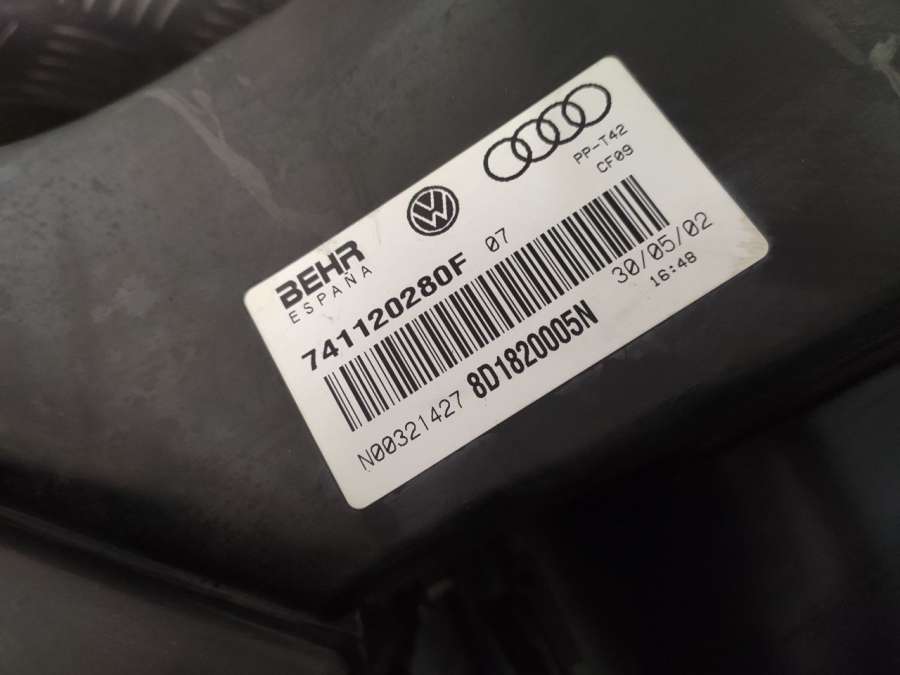 BEHR
ESPAÑA
PP-T42
CF09
741120280F 07
30/05/02
16:48
N00321427 8D1820005N